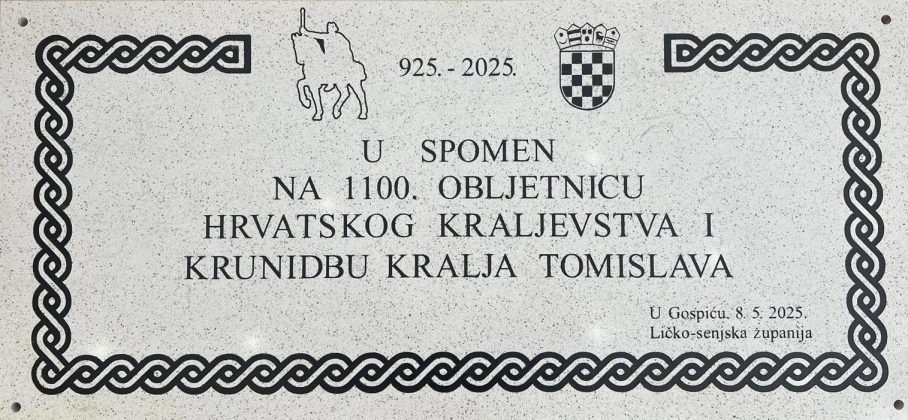 925. - 2025.
U SPOMEN
NA 1100. OBLJETNICU
HRVATSKOG KRALJEVSTVA I
KRUNIDBU KRALJA TOMISLAVA
U Gospiću, 8. 5. 2025.
Ličko-senjska županija